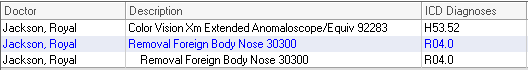 Doctor Description ICD Diagnoses
Jackson, Royal Color Vision Xm Extended Anomaloscope/Equiv 92283 H53.52
Jackson, Royal Removal Foreign Body Nose 30300 R04.0
Jackson, Royal Removal Foreign Body Nose 30300 R04.0